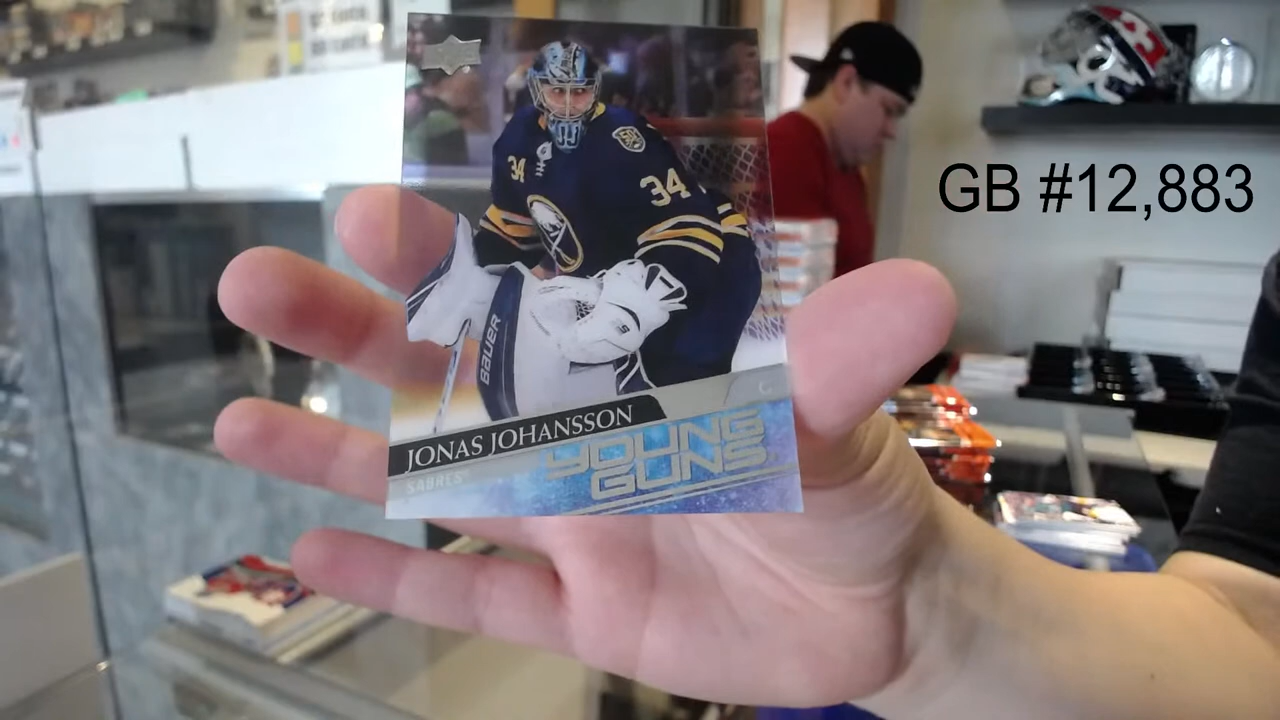 34
34
BAUER
JONAS JOHANSSON
SABRES
YOUNG
GUNS
GB #12,883